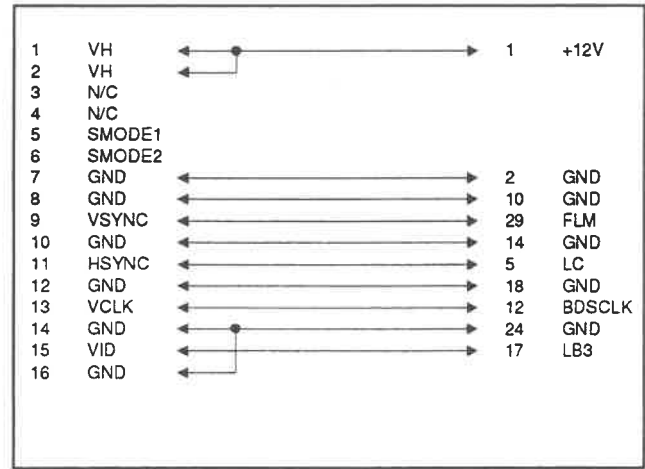 1 VH 1 +12V
2 VH
3 N/C
4 N/C
5 SMODE1
6 SMODE2
7 GND 2 GND
8 GND 10 GND
9 VSYNC 29 FLM
10 GND 14 GND
11 HSYNC 5 LC
12 GND 18 GND
13 VCLK 12 BDSCLK
14 GND 24 GND
15 VID 17 LB3
16 GND